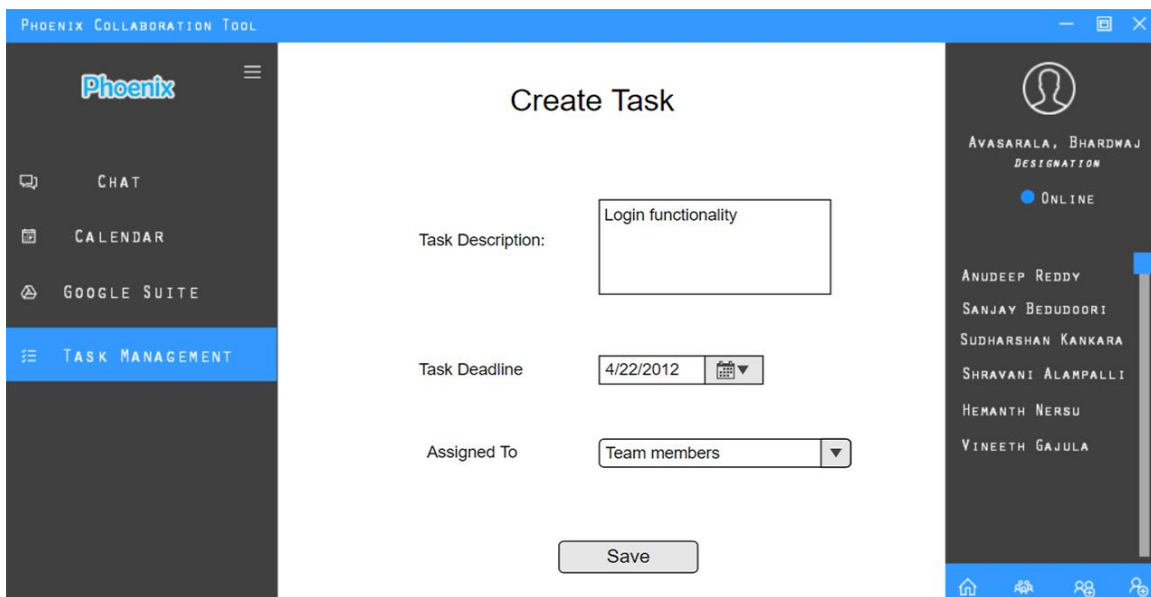 Phoenix Collaboration Tool
Phoenix
Chat
Calendar
Google Suite
Task Management
Create Task
Task Description:
Login functionality
Task Deadline
4/22/2012
Assigned To
Team members
Save
Avasarala, Bhardwaj
Designation
Online
Anudeep Reddy
Sanjay Bedudoori
Sudharshan Kankara
Shravani Alampalli
Hemanth Nersu
Vineeth Gajula